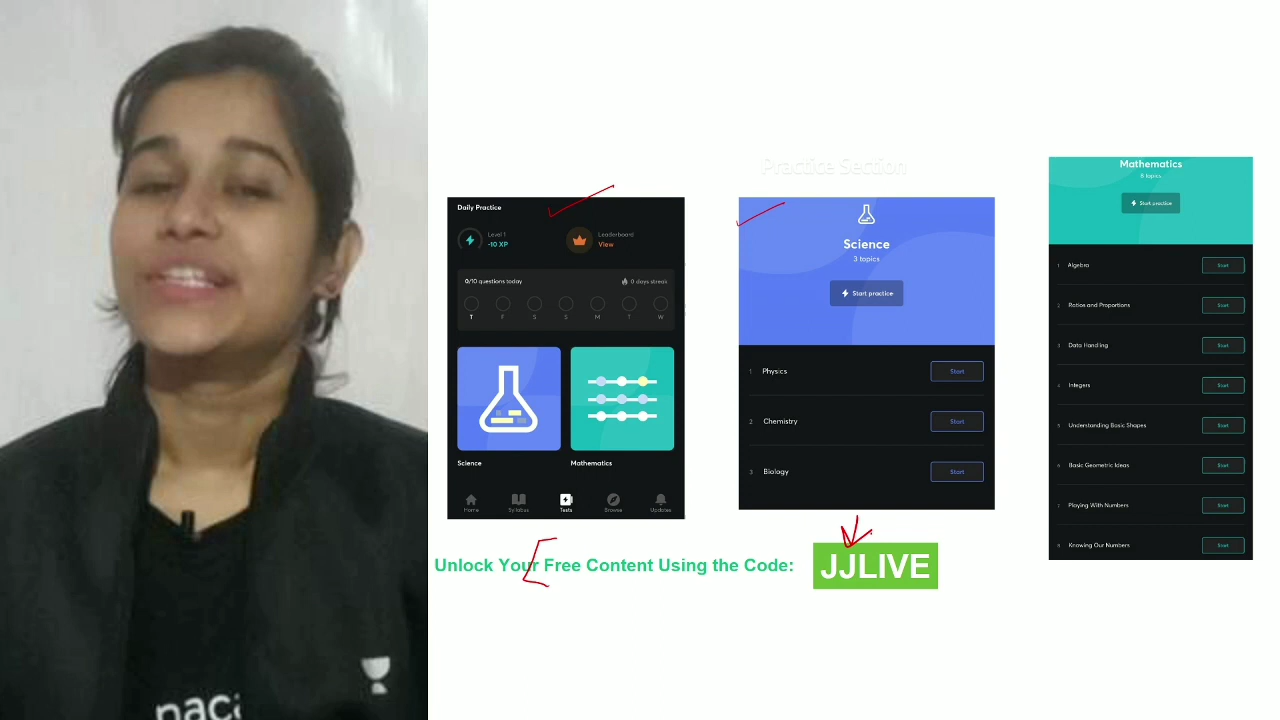 Practice Section
Daily Practice
Level 1
-10 XP
Leaderboard
View
0/10 questions today
0 days streak
T F S S M T W
Science
Mathematics
Home Syllabus Tests Browse Updates
Science
3 topics
Start practice
1 Physics Start
2 Chemistry Start
3 Biology Start
Mathematics
8 topics
Start practice
1 Algebra Start
2 Ratios and Proportions Start
3 Data Handling Start
4 Integers Start
5 Understanding Basic Shapes Start
6 Basic Geometric Ideas Start
7 Playing With Numbers Start
8 Knowing Our Numbers Start
Unlock Your Free Content Using the Code: JJLIVE
naca